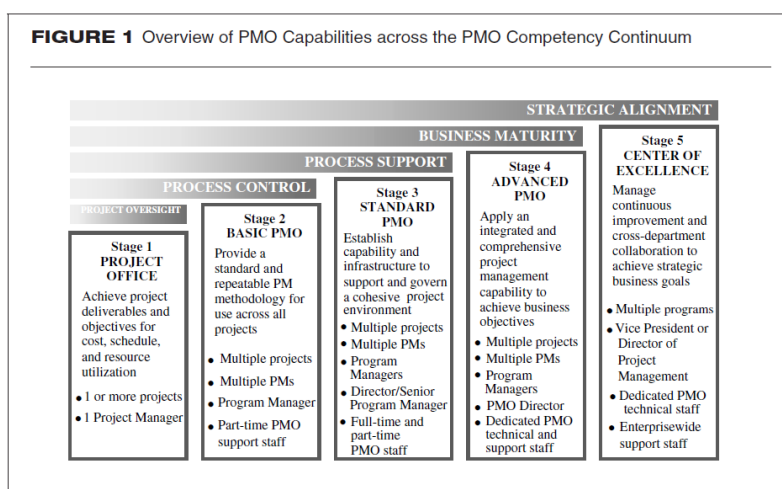 FIGURE 1 Overview of PMO Capabilities across the PMO Competency Continuum
STRATEGIC ALIGNMENT
BUSINESS MATURITY
PROCESS SUPPORT
PROCESS CONTROL
PROJECT OVERSIGHT
Stage 1
PROJECT
OFFICE
Achieve project
deliverables and
objectives for
cost, schedule,
and resource
utilization
• 1 or more projects
• 1 Project Manager
Stage 2
BASIC PMO
Provide a
standard and
repeatable PM
methodology for
use across all
projects
• Multiple projects
• Multiple PMs
• Program Manager
• Part-time PMO
support staff
Stage 3
STANDARD
PMO
Establish
capability and
infrastructure to
support and govern
a cohesive project
environment
• Multiple projects
• Multiple PMs
• Program
Managers
• Director/Senior
Program Manager
• Full-time and
part-time
PMO staff
Stage 4
ADVANCED
PMO
Apply an
integrated and
comprehensive
project
management
capability to
achieve business
objectives
• Multiple projects
• Multiple PMs
• Program
Managers
• PMO Director
• Dedicated PMO
technical and
support staff
Stage 5
CENTER OF
EXCELLENCE
Manage
continuous
improvement and
cross-department
collaboration to
achieve strategic
business goals
• Multiple programs
• Vice President or
Director of
Project
Management
• Dedicated PMO
technical staff
• Enterprisewide
support staff